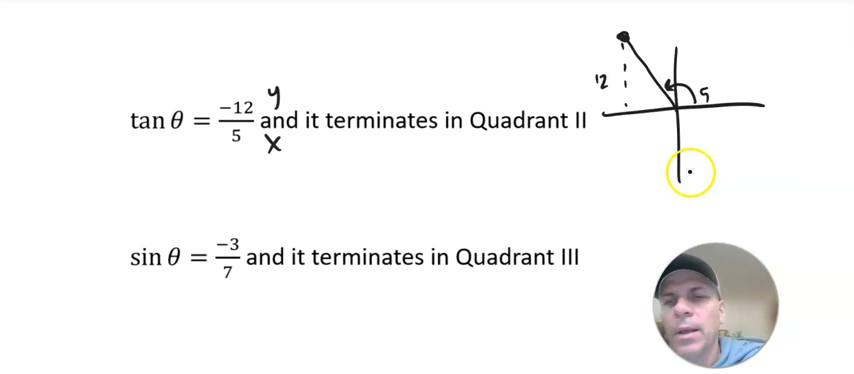 tan θ = -12/5 and it terminates in Quadrant II
y
x
12
5
sin θ = -3/7 and it terminates in Quadrant III